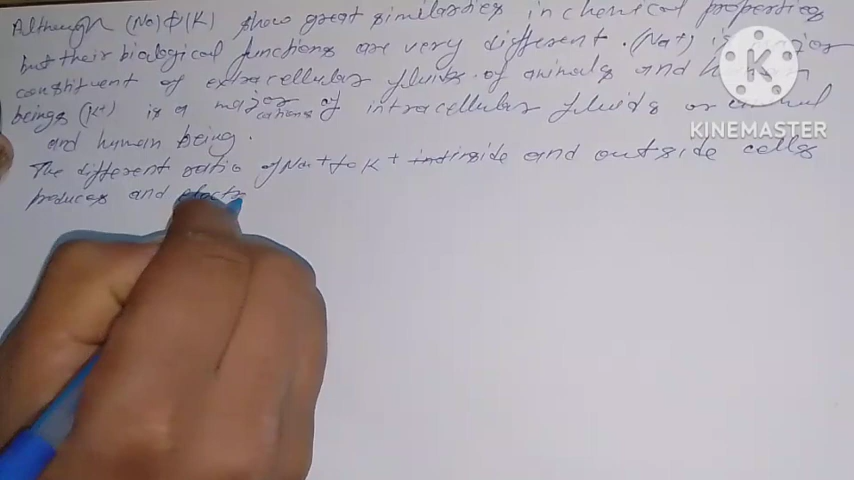 Although (Na) & (K) show great similarities in chemical properties
but their biological functions are very different. (Na+) is major
constituent of extracellular fluids of animals and human
beings (K+) is a major cations of intracellular fluids or animal
and human being.
The different ratio of Na+ to K+ inside and outside cells
produces and electr
KINEMASTER